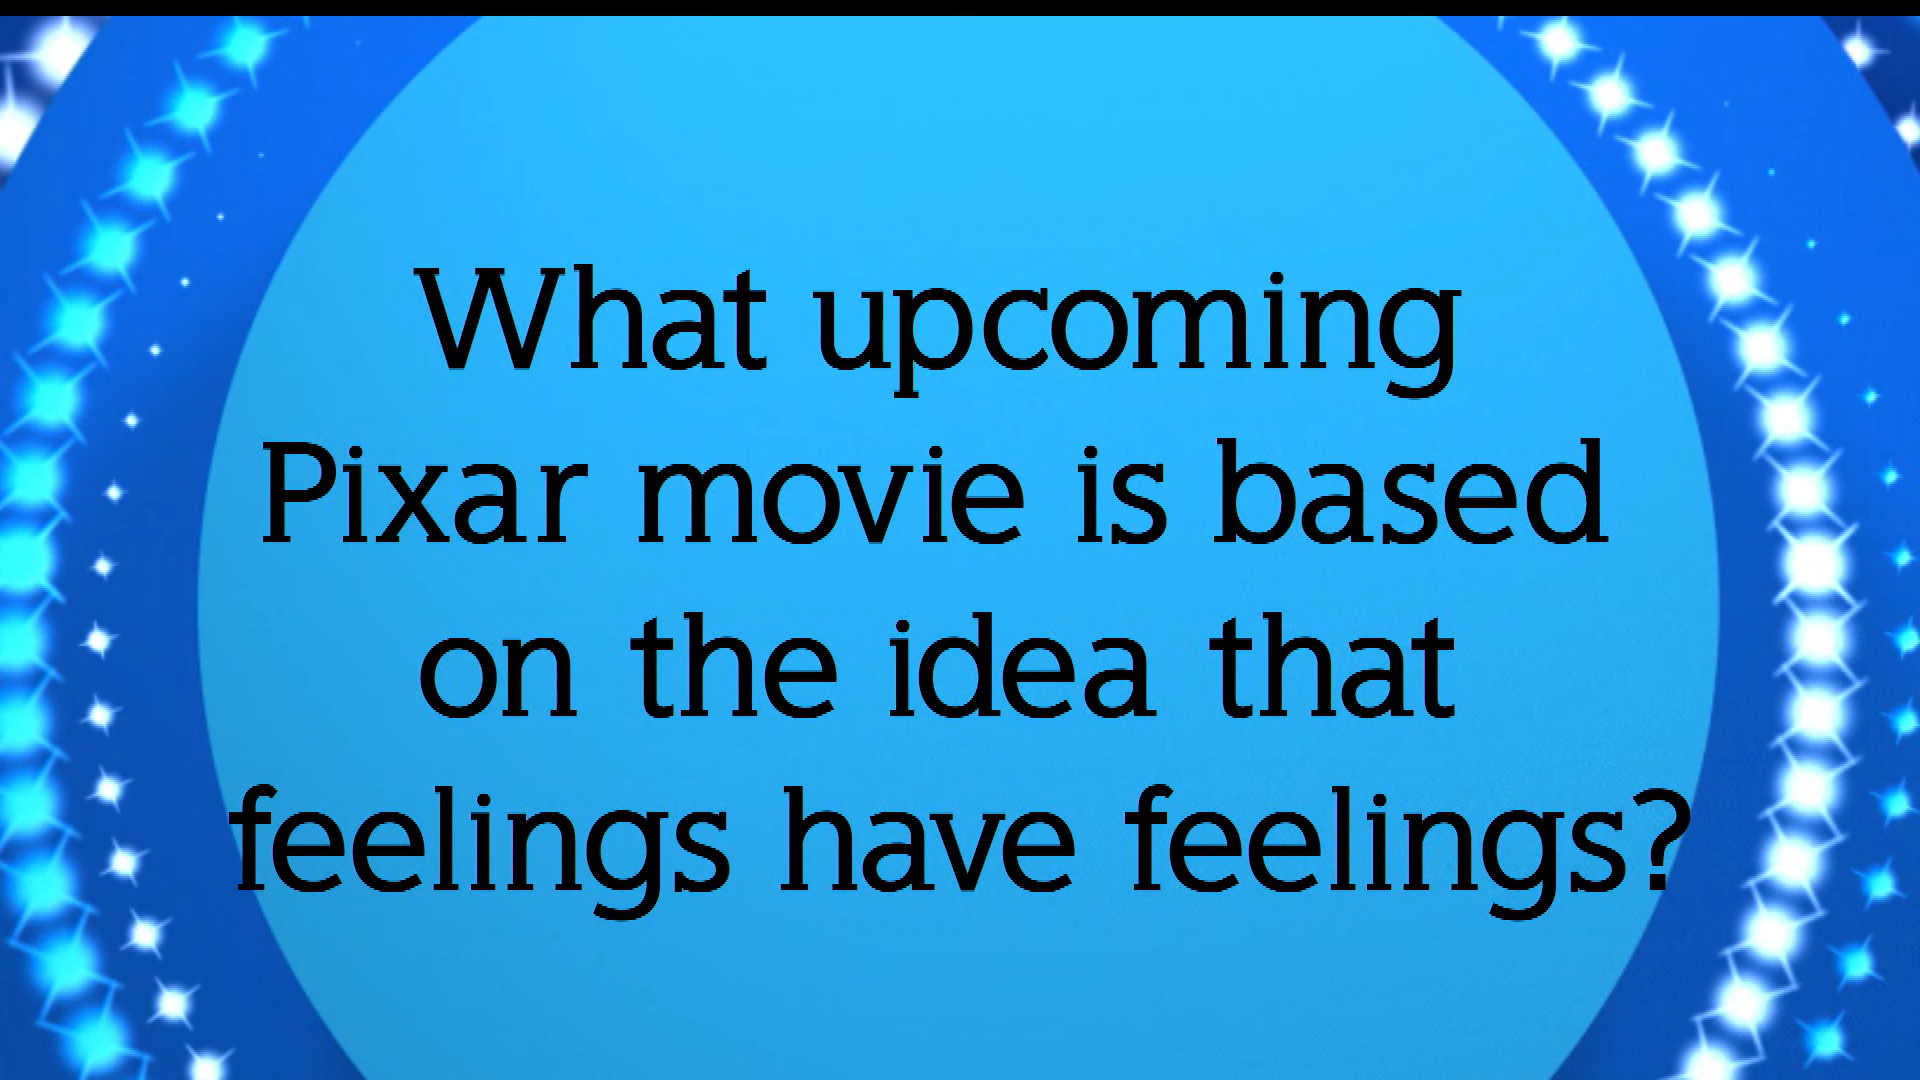 What upcoming
Pixar movie is based
on the idea that
feelings have feelings?